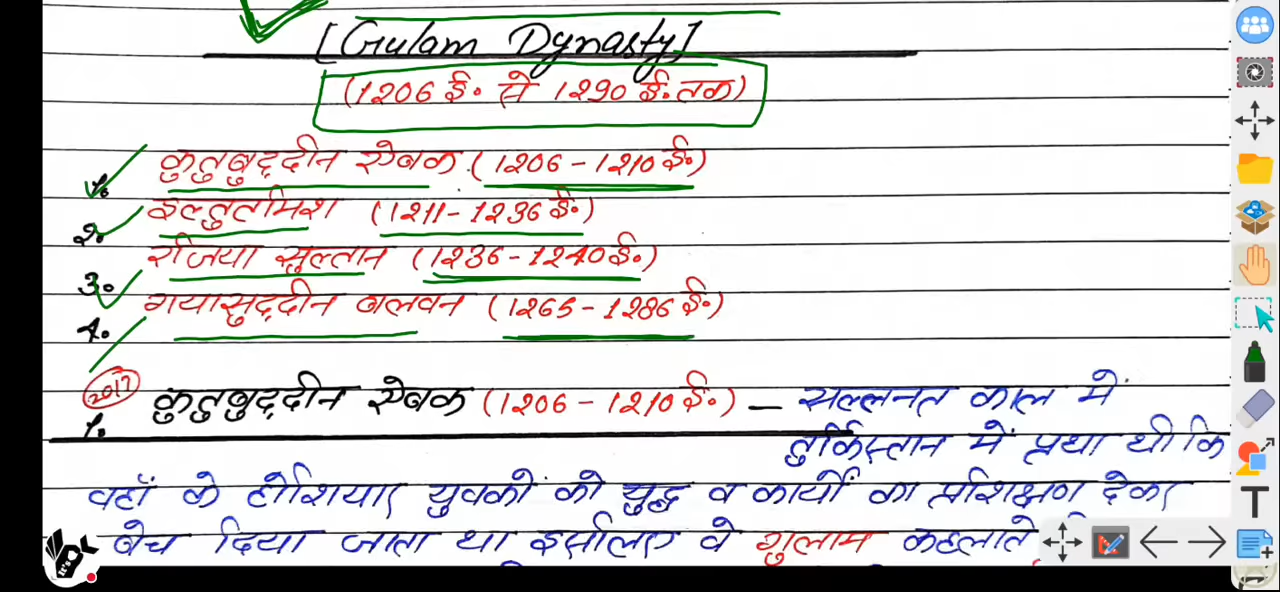 [Gulam Dynasty]
(1206 ई० से 1290 ई० तक)
1. कुतुबुद्दीन ऐबक (1206 - 1210 ई०)
2. इल्तुतमिश (1211 - 1236 ई०)
3. रजिया सुल्तान (1236 - 1240 ई०)
4. गयासुद्दीन बलवन (1265 - 1286 ई०)
2017
1. कुतुबुद्दीन ऐबक (1206 - 1210 ई०) — सल्लनत काल में
तुर्किस्तान में प्रथा थी कि
वहाँ के होशियार युवकों को युद्ध व कार्यों का प्रशिक्षण देकर
बेच दिया जाता था इसलिए वे गुलाम कहलाते